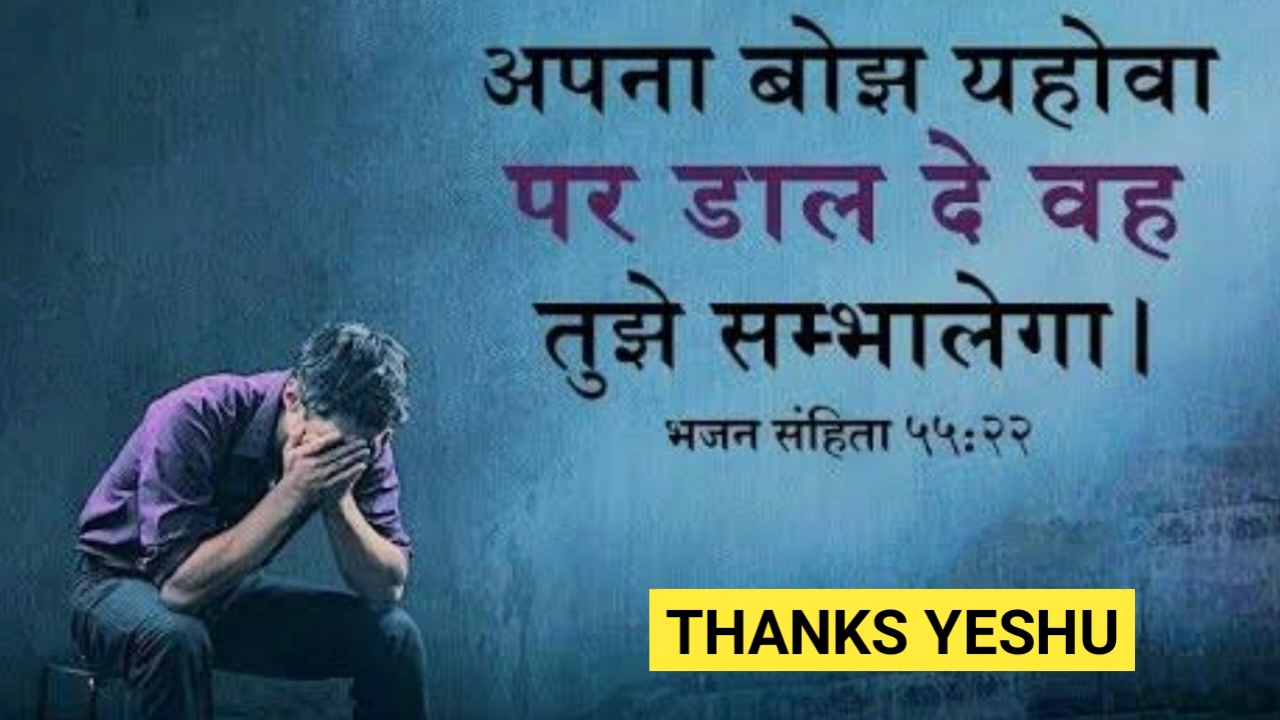 अपना बोझ यहोवा
पर डाल दे वह
तुझे सम्भालेगा।
भजन संहिता ५५:२२
THANKS YESHU